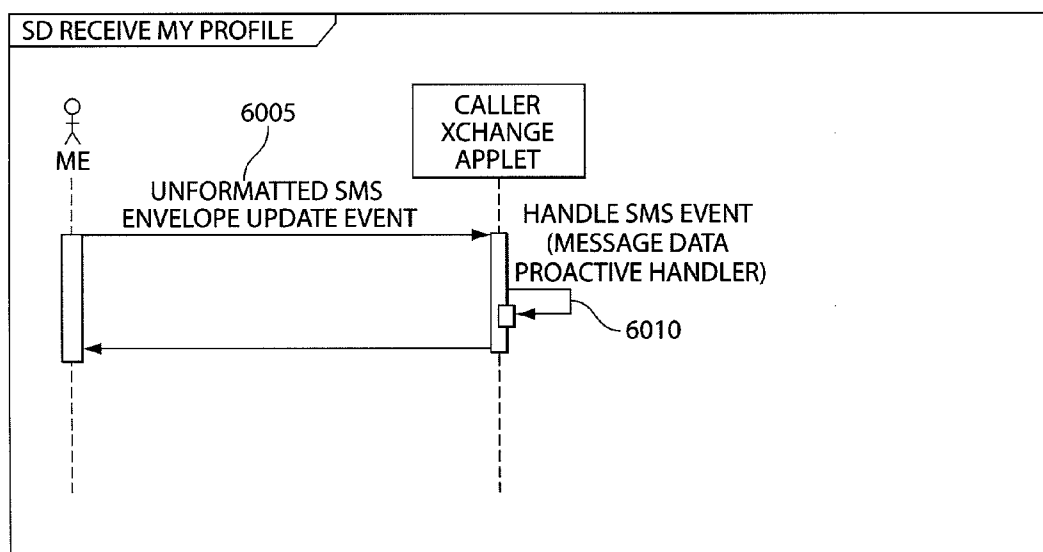 SD RECEIVE MY PROFILE
6005
CALLER
XCHANGE
APPLET
ME
UNFORMATTED SMS
ENVELOPE UPDATE EVENT
HANDLE SMS EVENT
(MESSAGE DATA
PROACTIVE HANDLER)
6010